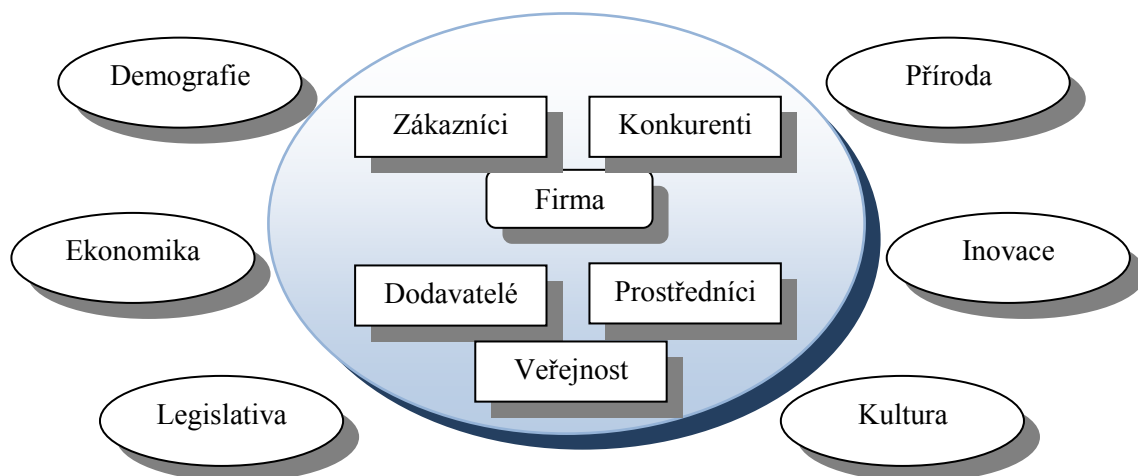 Demografie
Příroda
Zákazníci
Konkurenti
Firma
Ekonomika
Inovace
Dodavatelé
Prostředníci
Veřejnost
Legislativa
Kultura